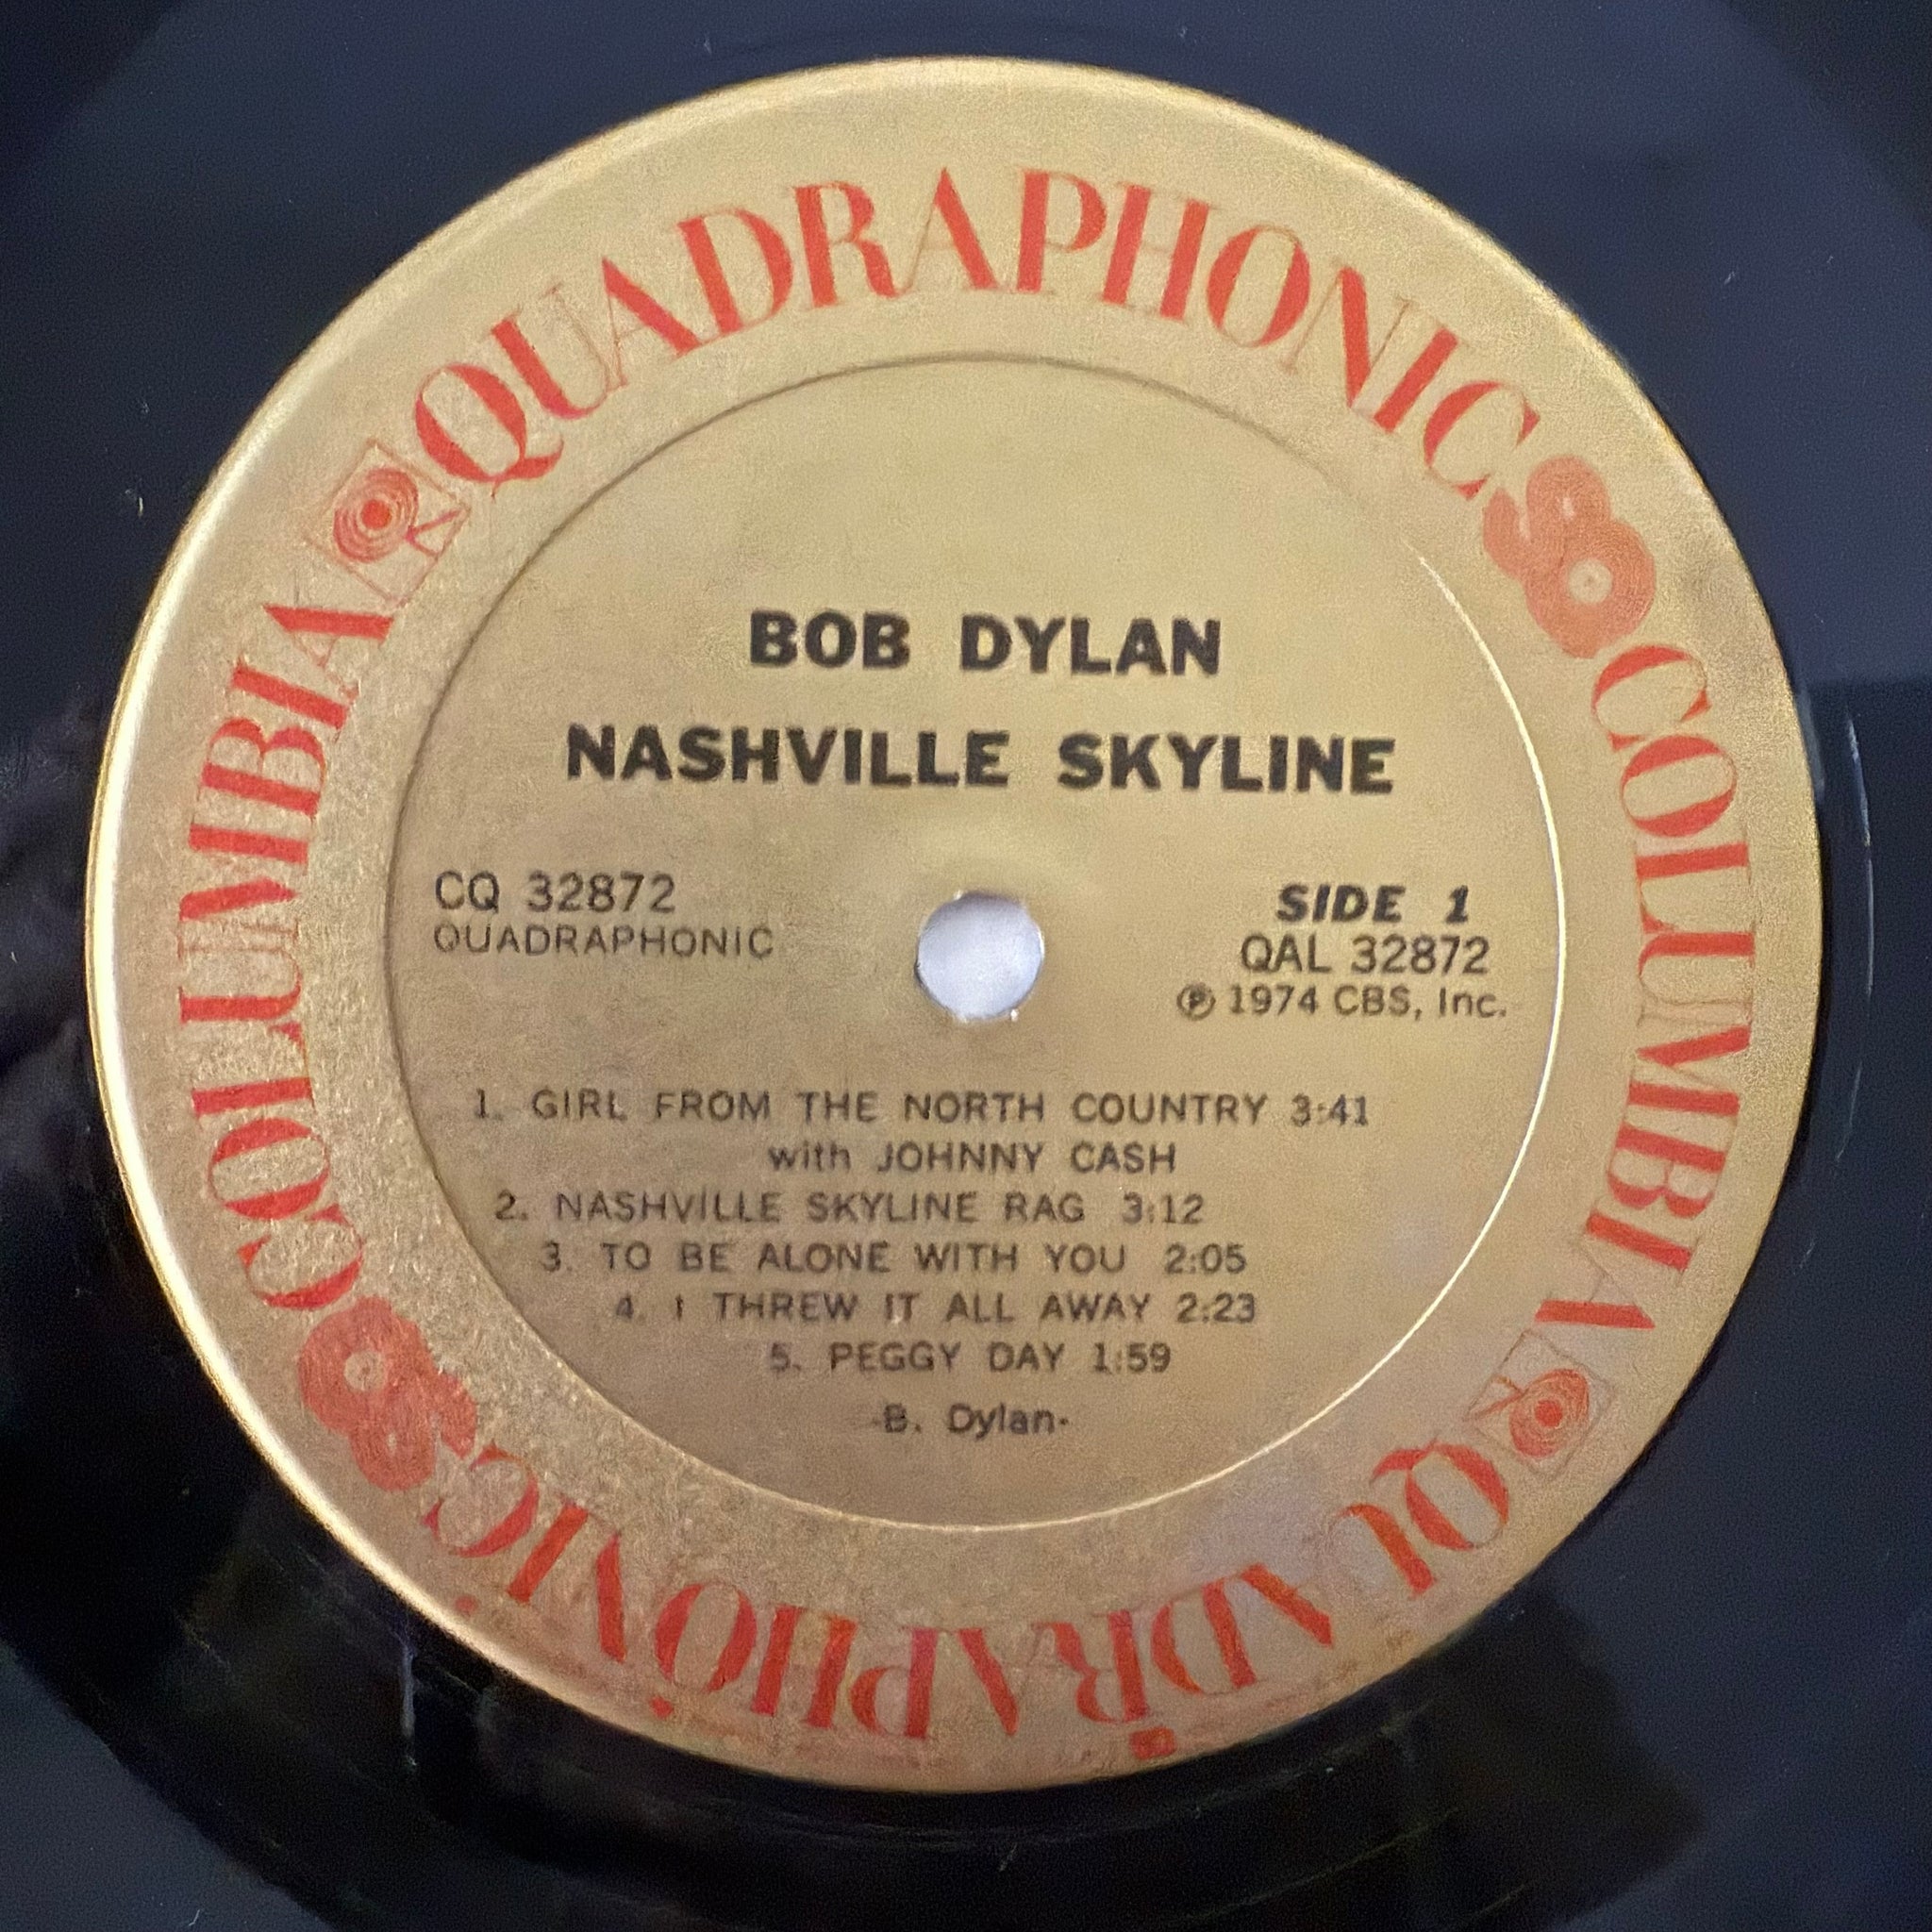 QUADRAPHONIC SQ COLUMBIA QUADRAPHONIC SQ COLUMBIA
BOB DYLAN
NASHVILLE SKYLINE
CQ 32872
QUADRAPHONIC
SIDE 1
QAL 32872
℗ 1974 CBS, Inc.
1. GIRL FROM THE NORTH COUNTRY 3:41
with JOHNNY CASH
2. NASHVILLE SKYLINE RAG 3:12
3. TO BE ALONE WITH YOU 2:05
4. I THREW IT ALL AWAY 2:23
5. PEGGY DAY 1:59
-B. Dylan-